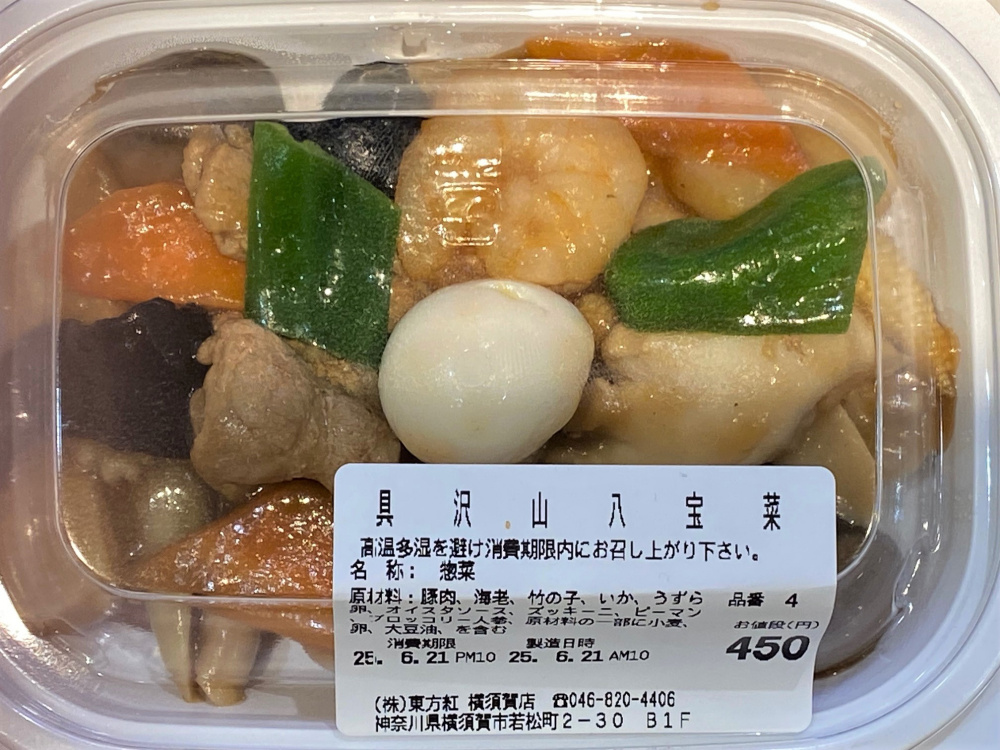 具沢山八宝菜
高温多湿を避け消費期限内にお召し上がり下さい。
名称： 惣菜
原材料：豚肉、海老、竹の子、いか、うずら
卵、オイスタソース、ズッキーニ、ピーマン
、ブロッコリー人参、原材料の一部に小麦、
卵、大豆油、を含む
品番 4
お値段(円)
450
消費期限 製造日時
25. 6.21 PM10 25. 6.21 AM10
(株)東方紅 横須賀店 ☎046-820-4406
神奈川県横須賀市若松町2-30 B1F